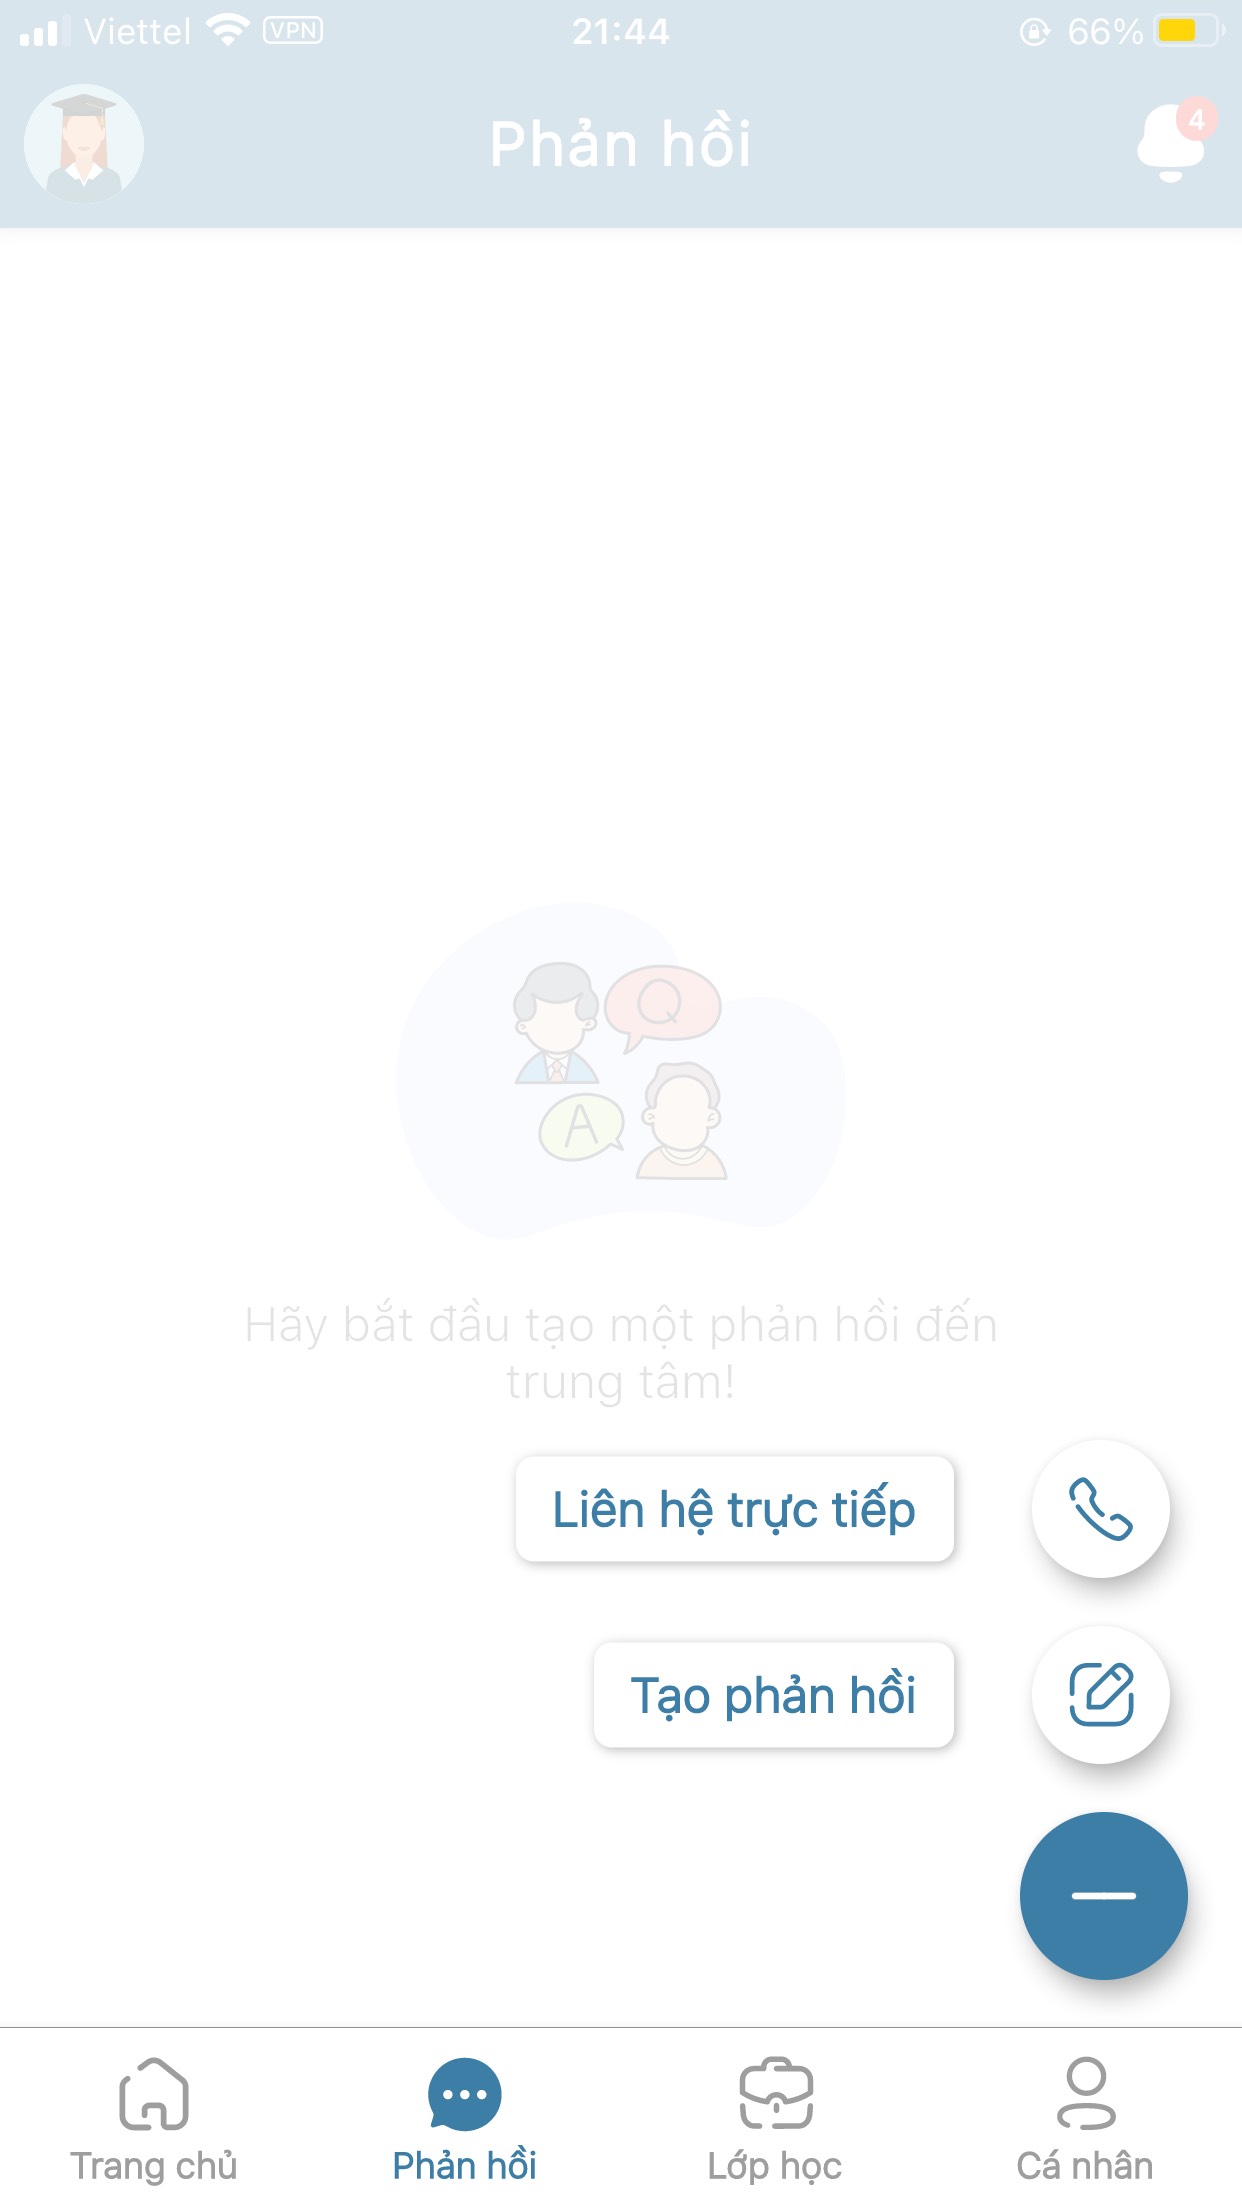 Viettel VPN 21:44 66%
Phản hồi
4
Q
A
Hãy bắt đầu tạo một phản hồi đến
trung tâm!
Liên hệ trực tiếp
Tạo phản hồi
Trang chủ Phản hồi Lớp học Cá nhân